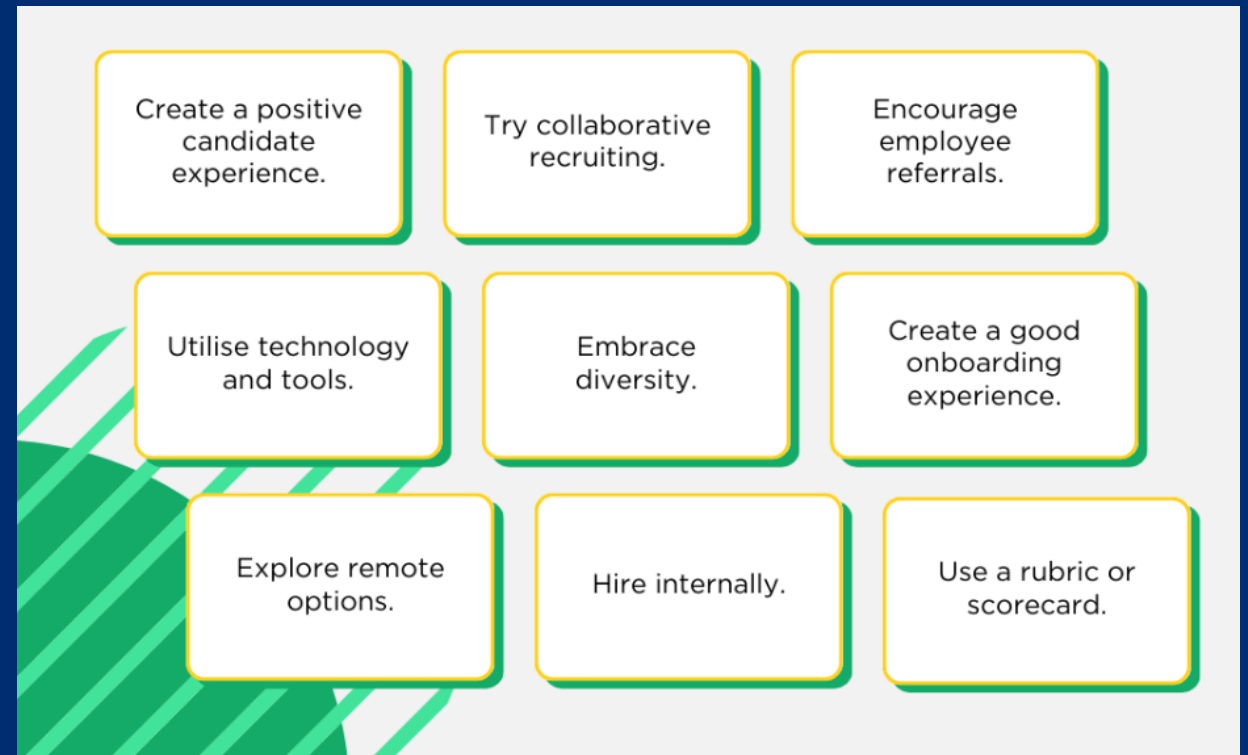 Create a positive
candidate
experience.
Try collaborative
recruiting.
Encourage
employee
referrals.
Utilise technology
and tools.
Embrace
diversity.
Create a good
onboarding
experience.
Explore remote
options.
Hire internally.
Use a rubric or
scorecard.